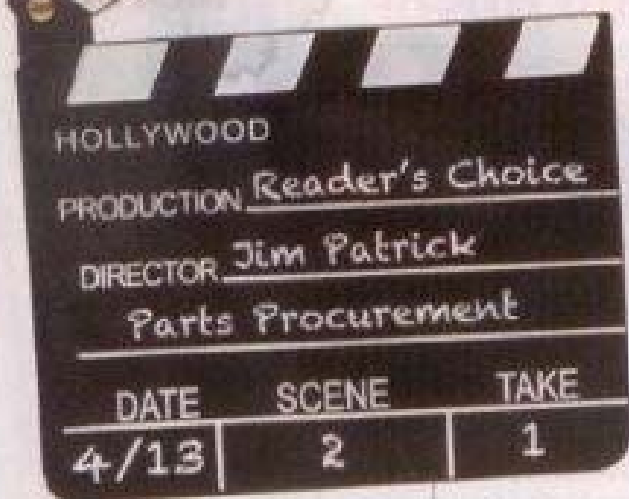 HOLLYWOOD
PRODUCTION Reader's Choice
DIRECTOR Jim Patrick
Parts Procurement
DATE SCENE TAKE
4/13 2 1